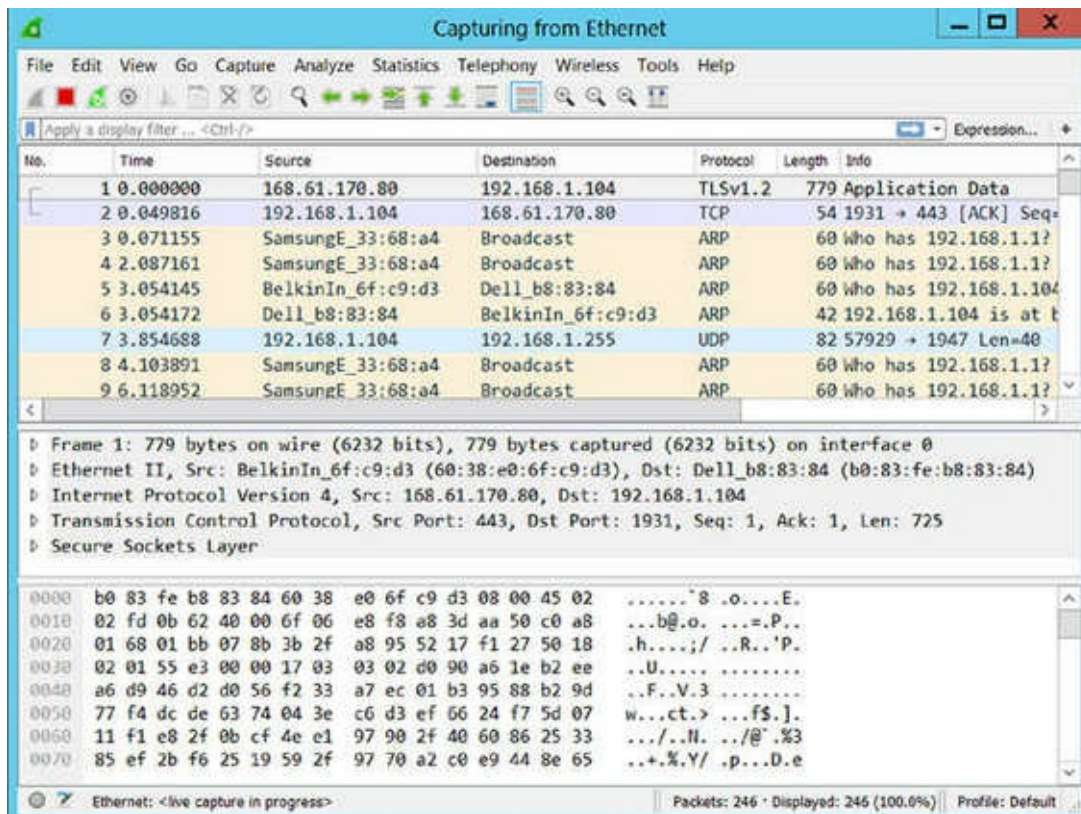 Capturing from Ethernet
File Edit View Go Capture Analyze Statistics Telephony Wireless Tools Help
Apply a display filter ... <Ctrl-/> Expression... +
No. Time Source Destination Protocol Length Info
1 0.000000 168.61.170.80 192.168.1.104 TLSv1.2 779 Application Data
2 0.049816 192.168.1.104 168.61.170.80 TCP 54 1931 → 443 [ACK] Seq=
3 0.071155 SamsungE_33:68:a4 Broadcast ARP 60 Who has 192.168.1.1?
4 2.087161 SamsungE_33:68:a4 Broadcast ARP 60 Who has 192.168.1.1?
5 3.054145 BelkinIn_6f:c9:d3 Dell_b8:83:84 ARP 60 Who has 192.168.1.104
6 3.054172 Dell_b8:83:84 BelkinIn_6f:c9:d3 ARP 42 192.168.1.104 is at b
7 3.854688 192.168.1.104 192.168.1.255 UDP 82 57929 → 1947 Len=40
8 4.103891 SamsungE_33:68:a4 Broadcast ARP 60 Who has 192.168.1.1?
9 6.118952 SamsungE_33:68:a4 Broadcast ARP 60 Who has 192.168.1.1?
Frame 1: 779 bytes on wire (6232 bits), 779 bytes captured (6232 bits) on interface 0
Ethernet II, Src: BelkinIn_6f:c9:d3 (60:38:e0:6f:c9:d3), Dst: Dell_b8:83:84 (b0:83:fe:b8:83:84)
Internet Protocol Version 4, Src: 168.61.170.80, Dst: 192.168.1.104
Transmission Control Protocol, Src Port: 443, Dst Port: 1931, Seq: 1, Ack: 1, Len: 725
Secure Sockets Layer
0000 b0 83 fe b8 83 84 60 38 e0 6f c9 d3 08 00 45 02 ......`8 .o....E.
0010 02 fd 0b 62 40 00 6f 06 e8 f8 a8 3d aa 50 c0 a8 ...b@.o. ...=.P..
0020 01 68 01 bb 07 8b 3b 2f a8 95 52 17 f1 27 50 18 .h....;/ ..R..'P.
0030 02 01 55 e3 00 00 17 03 03 02 d0 90 a6 1e b2 ee ..U..... ........
0040 a6 d9 46 d2 d0 56 f2 33 a7 ec 01 b3 95 88 b2 9d ..F..V.3 ........
0050 77 f4 dc de 63 74 04 3e c6 d3 ef 66 24 f7 5d 07 w...ct.> ...f$.].
0060 11 f1 e8 2f 0b cf 4e e1 97 90 2f 40 60 86 25 33 .../..N. ../@`.%3
0070 85 ef 2b f6 25 19 59 2f 97 70 a2 c0 e9 44 8e 65 ..+.%.Y/ .p...D.e
Ethernet: <live capture in progress> Packets: 246 · Displayed: 246 (100.0%) Profile: Default